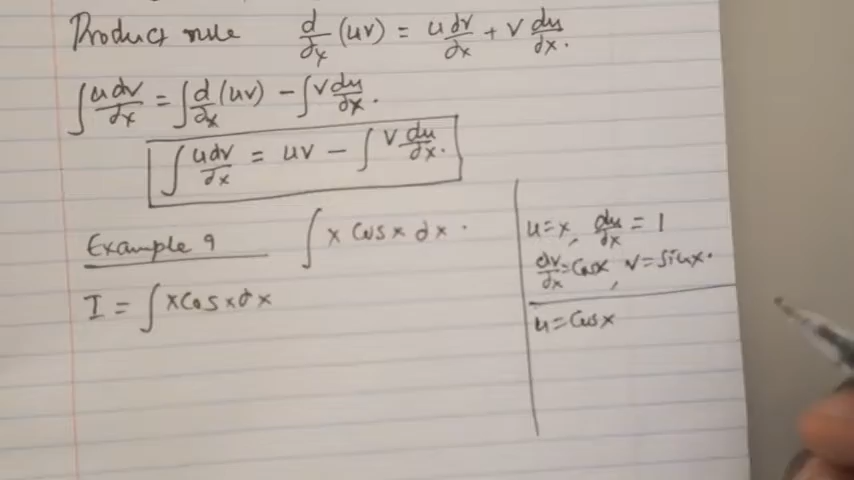 Product rule d/dx (uv) = u dv/dx + v du/dx.
∫ u dv/dx = ∫ d/dx (uv) - ∫ v du/dx.
∫ u dv/dx = uv - ∫ v du/dx.
Example 9 ∫ x Cos x dx.
I = ∫ x Cos x dx
u = x, du/dx = 1
dv/dx = Cos x, v = Sin x.
u = Cos x